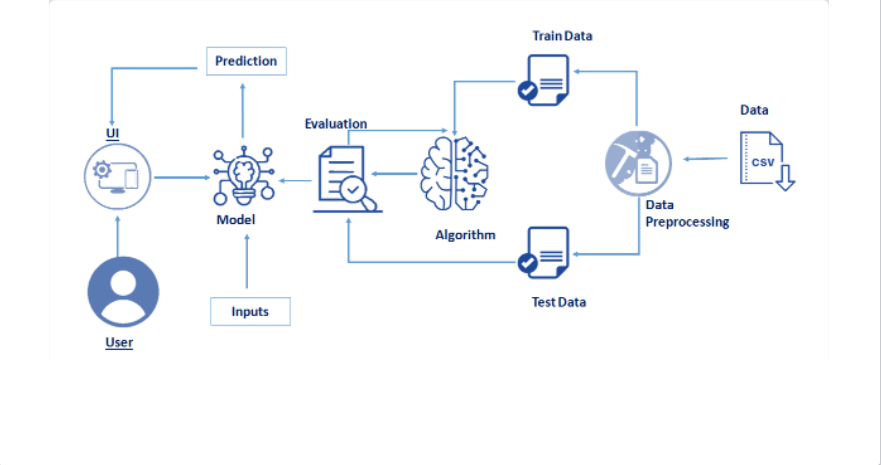 Train Data
Prediction
Data
Evaluation
UI
CSV
Model
Data
Preprocessing
Algorithm
Inputs
Test Data
User